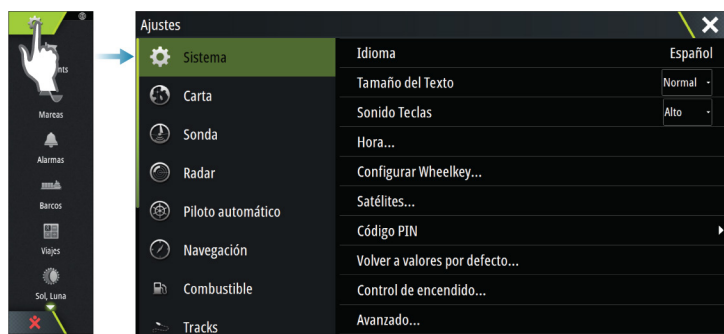 nts
Mareas
Alarmas
Barcos
Viajes
Sol, Luna
Ajustes
Sistema
Carta
Sonda
Radar
Piloto automático
Navegación
Combustible
Tracks
Idioma Español
Tamaño del Texto Normal
Sonido Teclas Alto
Hora...
Configurar Wheelkey...
Satélites...
Código PIN
Volver a valores por defecto...
Control de encendido...
Avanzado...